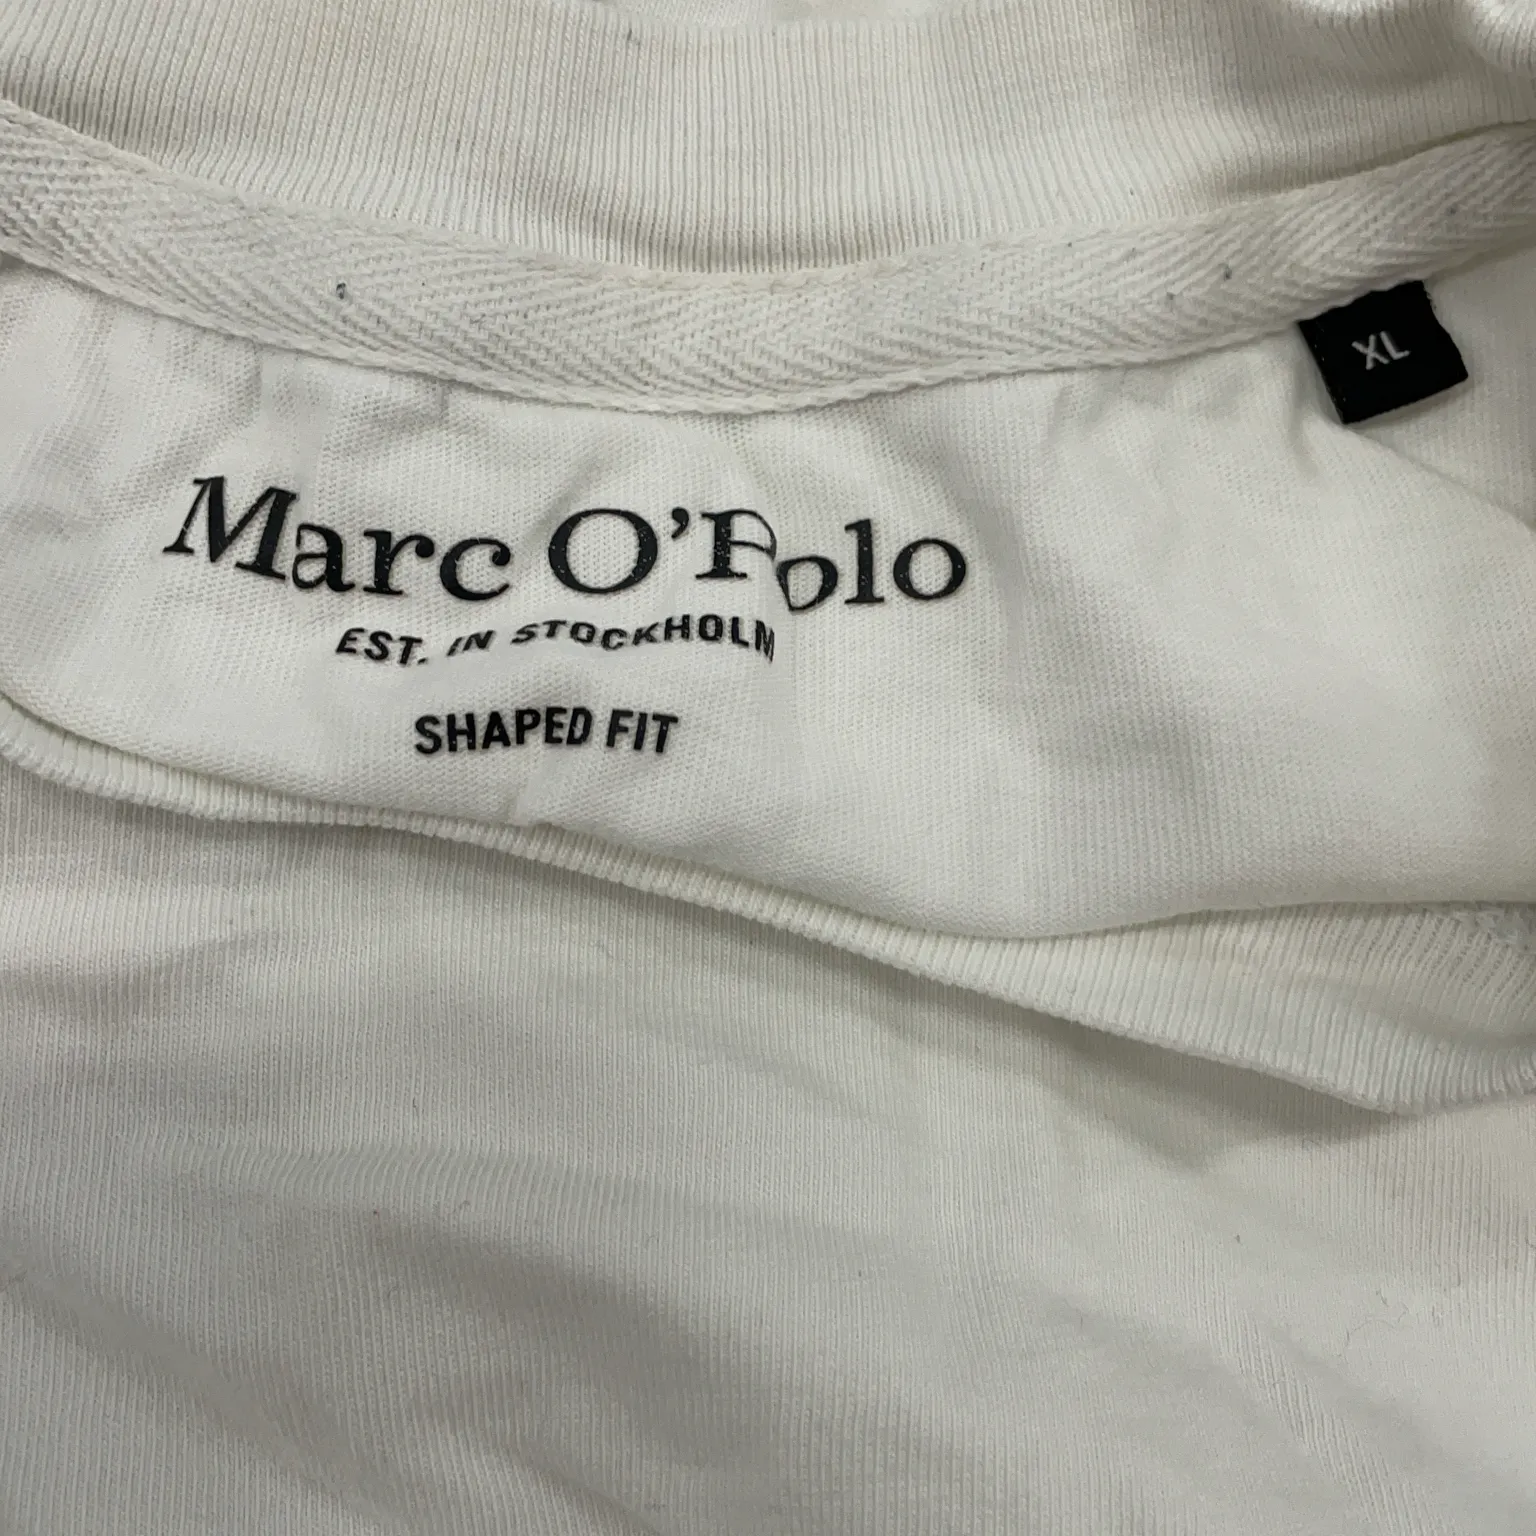 XL
Marc O'Polo
EST. IN STOCKHOLM
SHAPED FIT